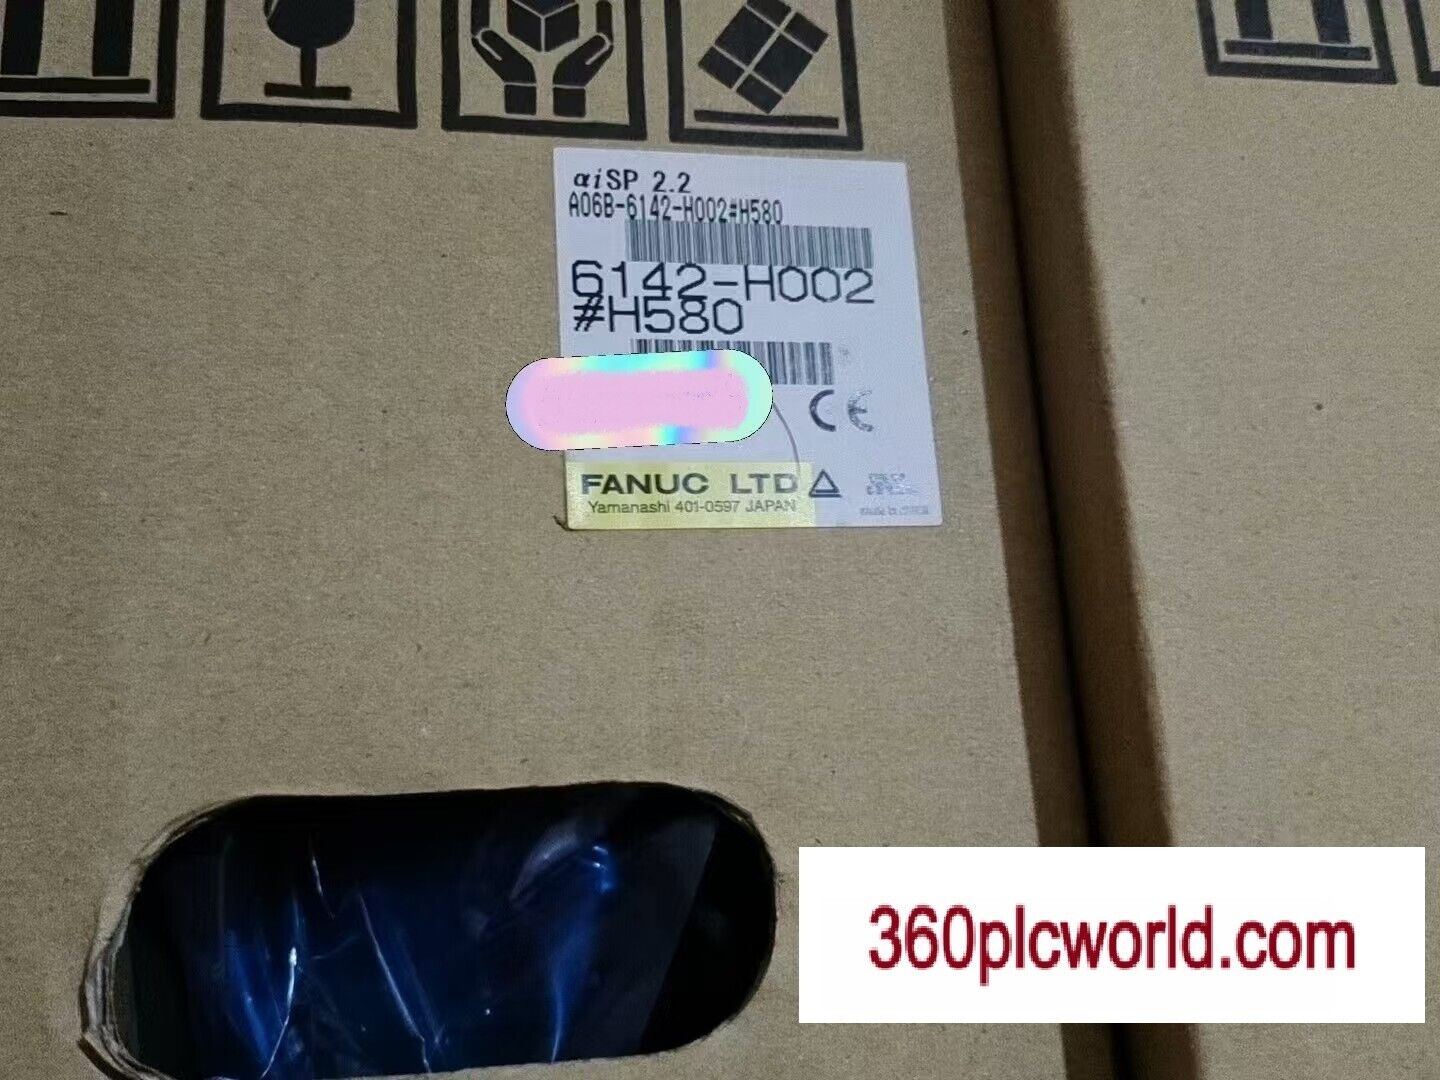 αiSP 2.2
A06B-6142-H002#H580
6142-H002
#H580
CE
FANUC LTD
Yamanashi 401-0597 JAPAN
360plcworld.com